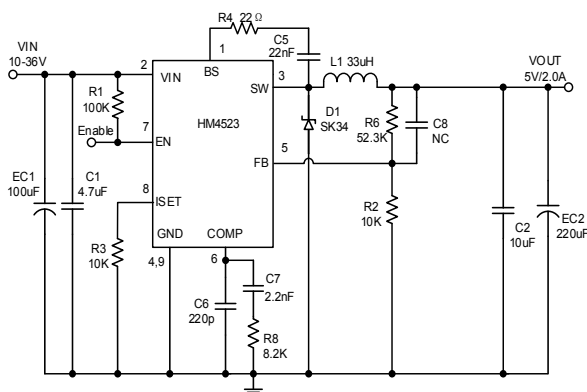 R4 22Ω
C5
22nF
VIN
10-36V
1
BS
2
VIN
3
SW
L1 33uH
VOUT
5V/2.0A
R1
100K
HM4523
D1
SK34
R6
52.3K
C8
NC
Enable
7
EN
5
FB
EC1
100uF
C1
4.7uF
8
ISET
R2
10K
C2
10uF
EC2
220uF
R3
10K
GND
4,9
COMP
6
C7
2.2nF
C6
220p
R8
8.2K